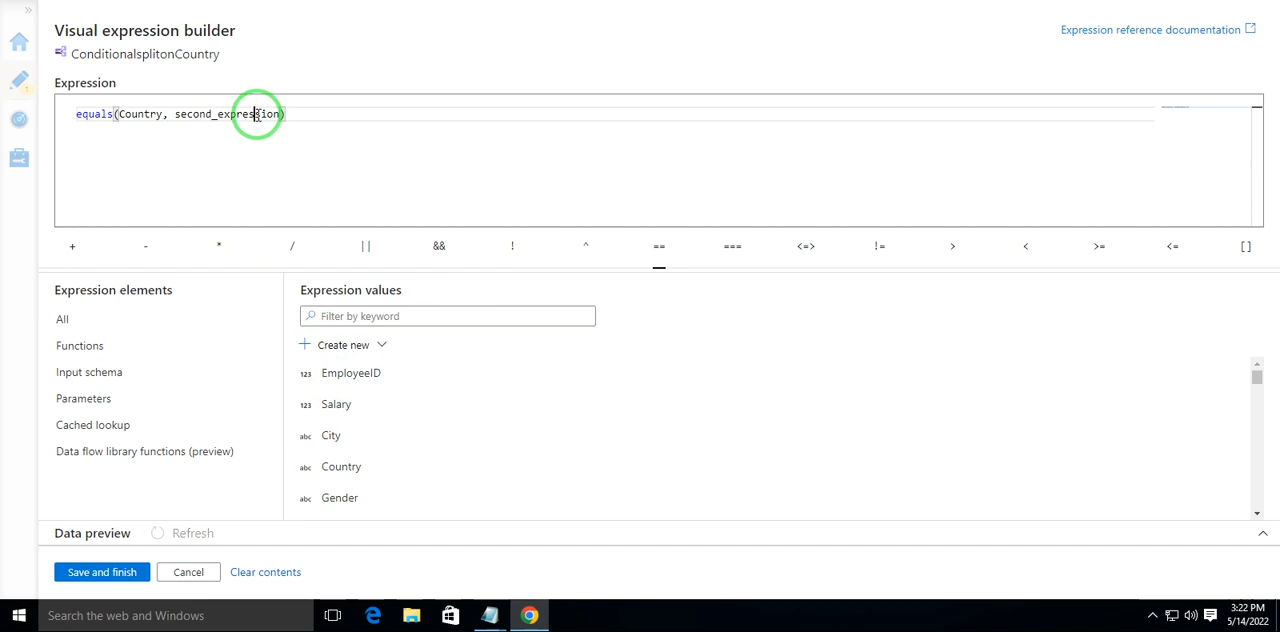 »
Visual expression builder
Expression reference documentation
ConditionalsplitonCountry
Expression
equals(Country, second_expression)
+ - * / || && ! ^ == === <=> != > < >= <= []
Expression elements
Expression values
All
Filter by keyword
Functions
+ Create new
Input schema
123 EmployeeID
Parameters
123 Salary
Cached lookup
abc City
Data flow library functions (preview)
abc Country
abc Gender
Data preview
Refresh
Save and finish
Cancel
Clear contents
Search the web and Windows
3:22 PM
5/14/2022